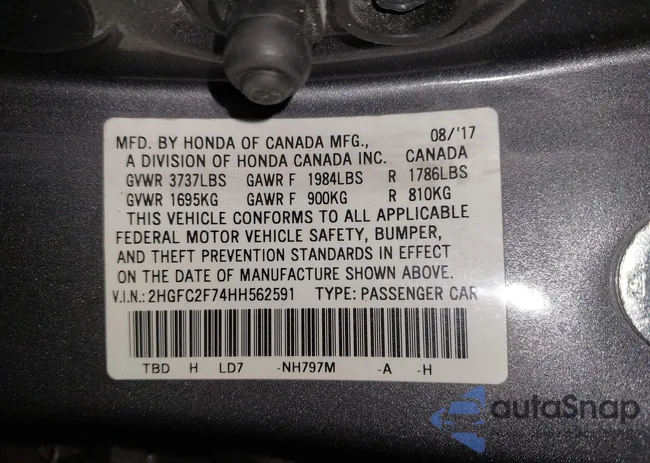 MFD. BY HONDA OF CANADA MFG., 08/'17
A DIVISION OF HONDA CANADA INC. CANADA
GVWR 3737LBS GAWR F 1984LBS R 1786LBS
GVWR 1695KG GAWR F 900KG R 810KG
THIS VEHICLE CONFORMS TO ALL APPLICABLE
FEDERAL MOTOR VEHICLE SAFETY, BUMPER,
AND THEFT PREVENTION STANDARDS IN EFFECT
ON THE DATE OF MANUFACTURE SHOWN ABOVE.
V.I.N.: 2HGFC2F74HH562591 TYPE: PASSENGER CAR
TBD H LD7 -NH797M -A -H
autoSnap
by carbuzz